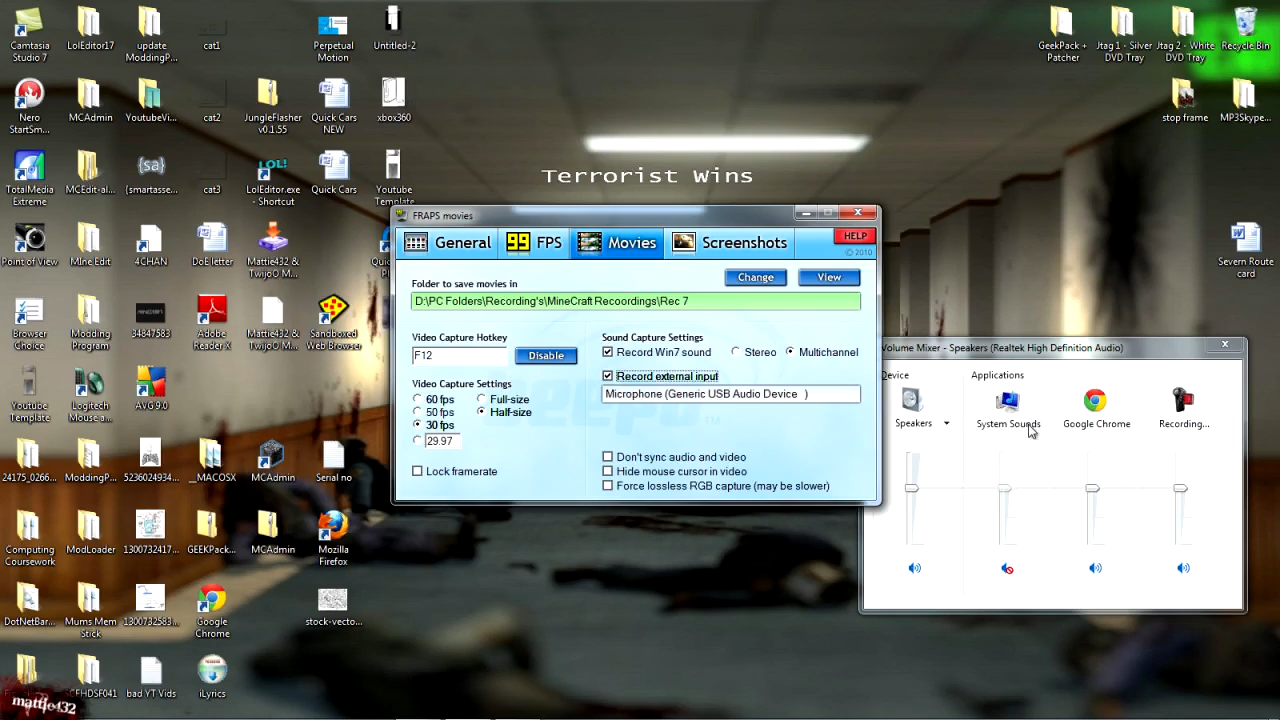 Camtasia Studio 7
LolEditor17
update ModdingP...
cat1
Perpetual Motion
Untitled-2
GeekPack + Patcher
Jtag 1 - Silver DVD Tray
Jtag 2 - White DVD Tray
Recycle Bin
Nero StartSm...
MCAdmin
YoutubeVi...
cat2
JungleFlasher v0.1.55
Quick Cars NEW
xbox360
stop frame
MP3Skype...
TotalMedia Extreme
MCEdit-al...
{sa}
(smartasse...
cat3
LOL!
LolEditor.exe - Shortcut
Quick Cars
Youtube Template
Terrorist Wins
Point of View
MIne Edit
4CHAN
DoE letter
Mattie432 & TwijoO M...
Severn Route card
Browser Choice
Modding Program
34847583
Adobe Reader X
Mattie432 & TwijoO M...
Sandboxed Web Browser
Youtube Template
Logitech Mouse a...
AVG 9.0
24175_0266...
ModdingP...
5236024934...
__MACOSX
MCAdmin
Serial no
Computing Coursework
ModLoader
1300732417...
GEEKPack...
MCAdmin
Mozilla Firefox
DotNetBar...
Mums Mem Stick
1300732583...
Google Chrome
stock-vecto...
CFHDSF041
bad YT Vids
iLyrics
mattie432
FRAPS movies
General
99 FPS
Movies
Screenshots
HELP
© 2010
Folder to save movies in
Change
View
D:\PC Folders\Recording's\MineCraft Recoordings\Rec 7
Video Capture Hotkey
F12
Disable
Video Capture Settings
60 fps
Full-size
50 fps
Half-size
30 fps
29.97
Lock framerate
Sound Capture Settings
Record Win7 sound
Stereo
Multichannel
Record external input
Microphone (Generic USB Audio Device )
Don't sync audio and video
Hide mouse cursor in video
Force lossless RGB capture (may be slower)
Volume Mixer - Speakers (Realtek High Definition Audio)
Device
Applications
Speakers
System Sounds
Google Chrome
Recording...